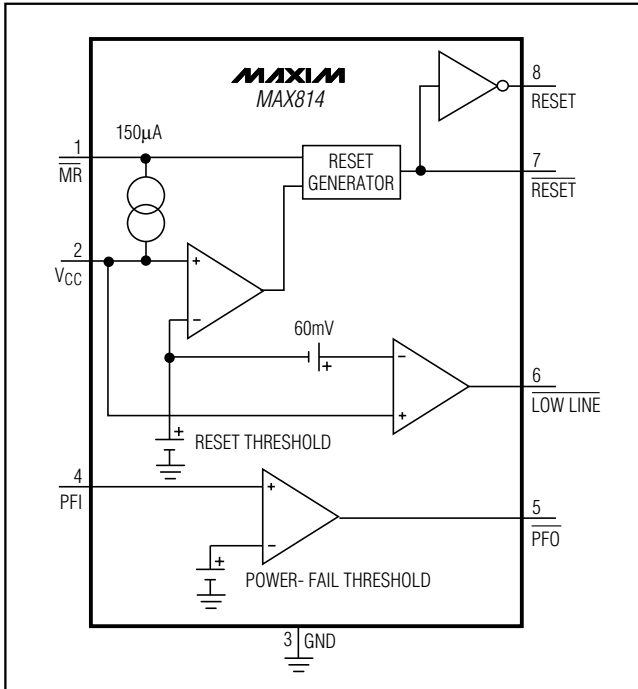 MAXIM
MAX814
8
RESET
150μA
1
MR
RESET
GENERATOR
7
RESET
2
VCC
+
−
60mV
+
−
+
6
LOW LINE
+
RESET THRESHOLD
4
PFI
+
−
5
PFO
+
POWER- FAIL THRESHOLD
3 GND